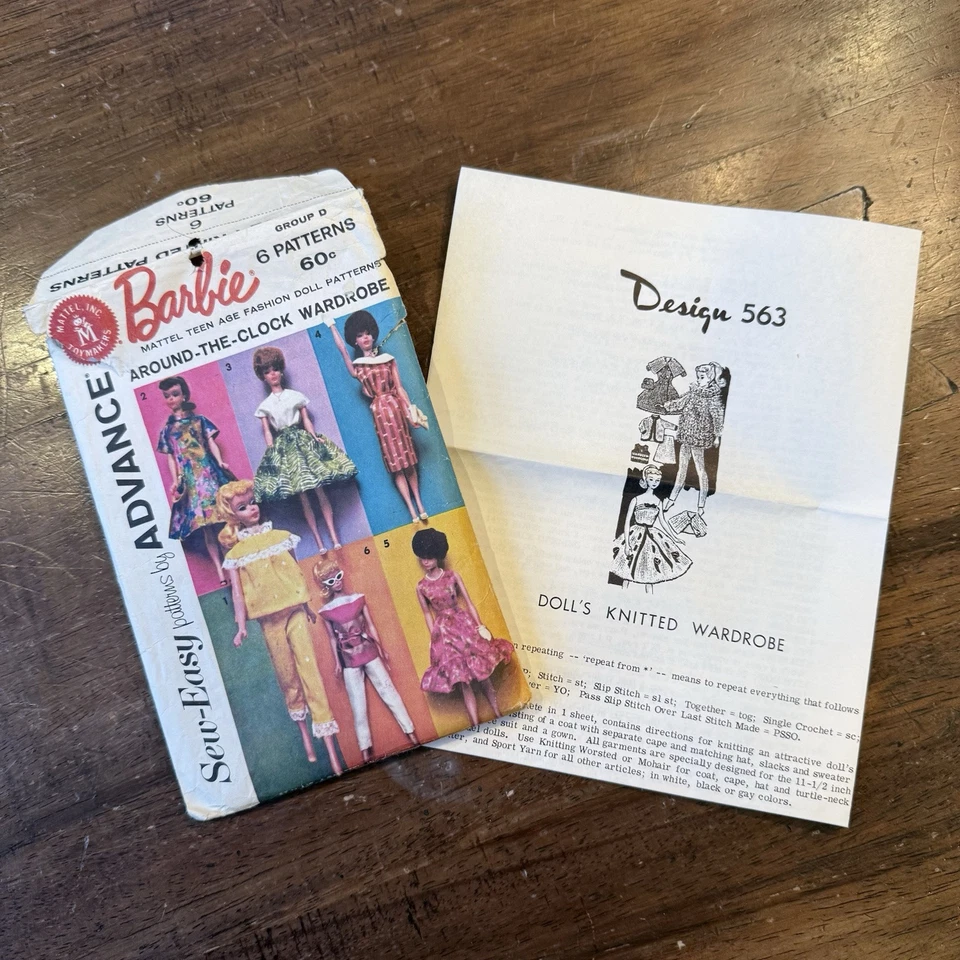 PRINTED PATTERNS
6
PATTERNS
60¢
GROUP D
6 PATTERNS
60¢
Barbie®
MATTEL, INC.
M
TOYMAKERS
MATTEL TEEN AGE FASHION DOLL PATTERNS
AROUND-THE-CLOCK WARDROBE
Sew-Easy patterns by ADVANCE®
2
3
4
1
6
5
Design 563
DOLL'S KNITTED WARDROBE
repeating -- 'repeat from *' -- means to repeat everything that follows
Stitch = st; Slip Stitch = sl st; Together = tog; Single Crochet = sc;
= YO; Pass Slip Stitch Over Last Stitch Made = PSSO.
in 1 sheet, contains directions for knitting an attractive doll's
of a coat with separate cape and matching hat, slacks and sweater
suit and a gown. All garments are specially designed for the 11-1/2 inch
dolls. Use Knitting Worsted or Mohair for coat, cape, hat and turtle-neck
and Sport Yarn for all other articles; in white, black or gay colors.